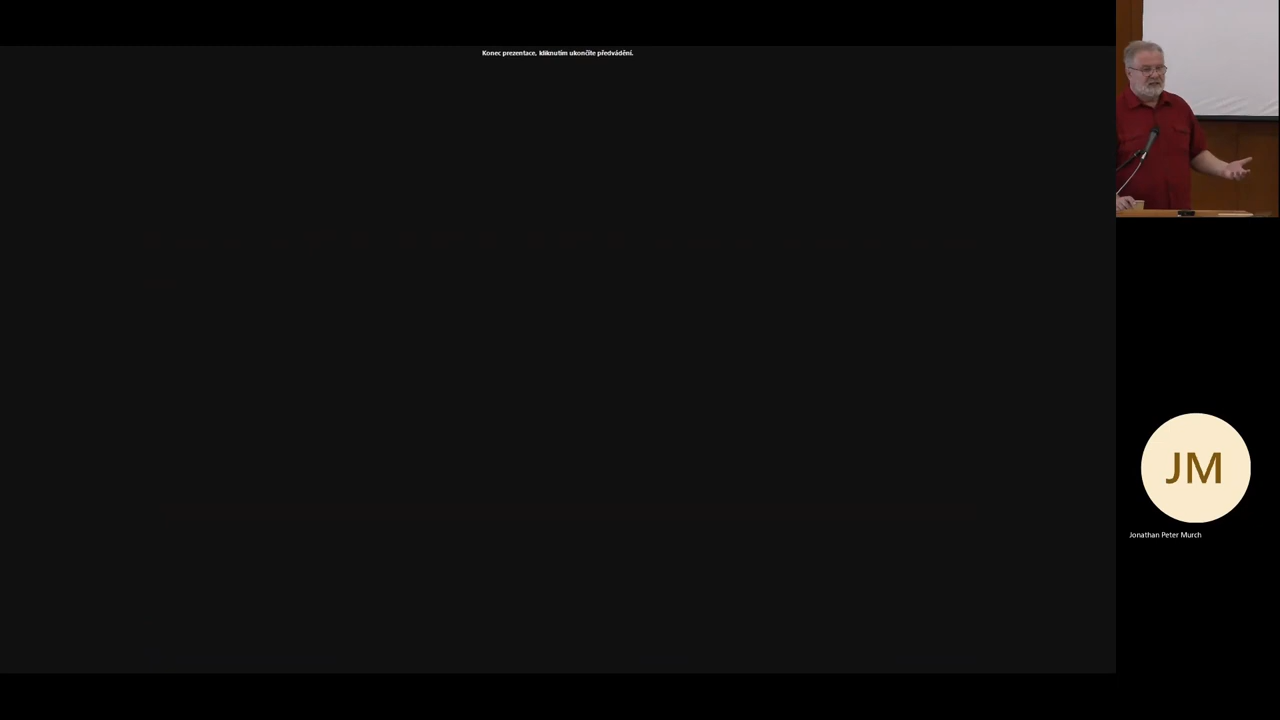 Konec prezentace, kliknutím ukončíte předvádění.
JM
Jonathan Peter Murch